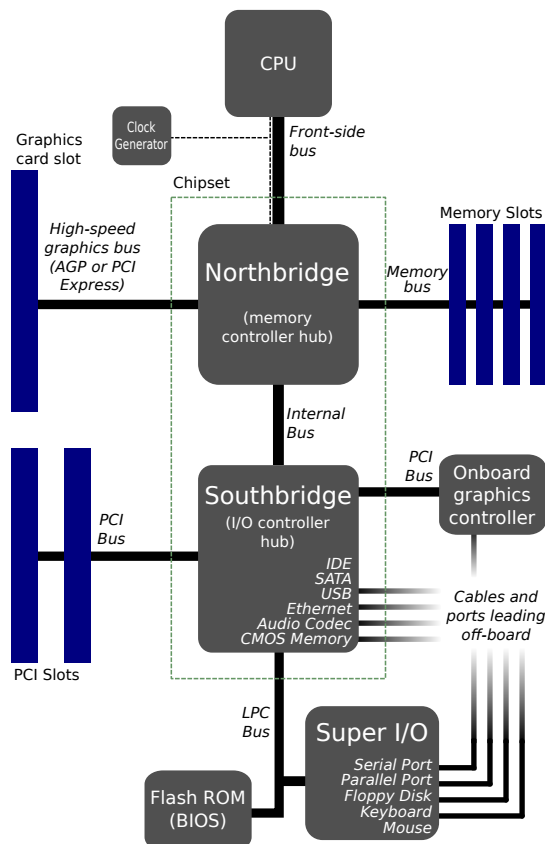 CPU
Clock
Generator
Front-side
bus
Graphics
card slot
Chipset
High-speed
graphics bus
(AGP or PCI
Express)
Northbridge
(memory
controller hub)
Memory Slots
Memory
bus
Internal
Bus
PCI
Bus
Onboard
graphics
controller
Southbridge
(I/O controller
hub)
PCI
Bus
IDE
SATA
USB
Ethernet
Audio Codec
CMOS Memory
Cables and
ports leading
off-board
PCI Slots
LPC
Bus
Super I/O
Serial Port
Parallel Port
Floppy Disk
Keyboard
Mouse
Flash ROM
(BIOS)